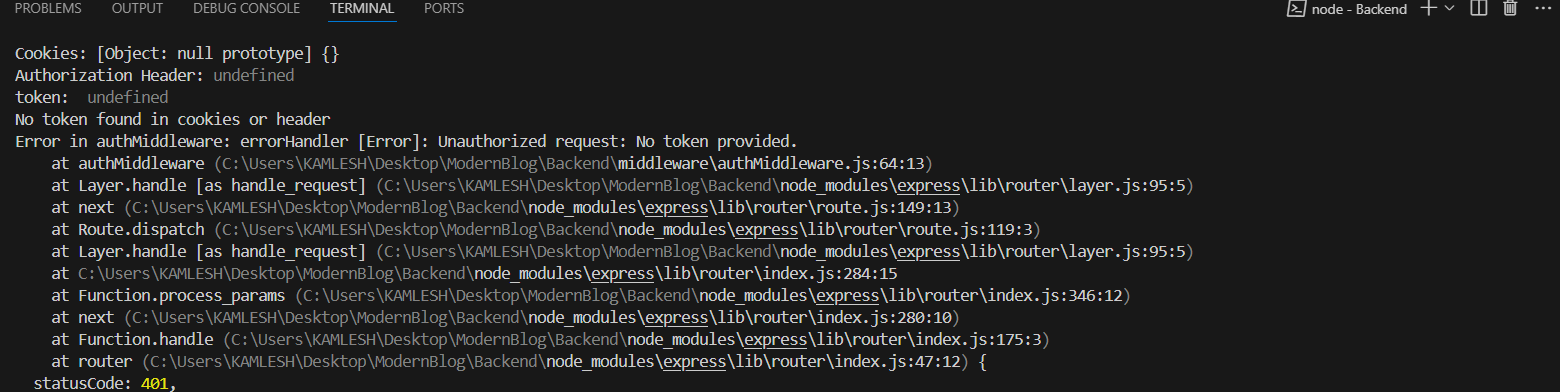 PROBLEMS OUTPUT DEBUG CONSOLE TERMINAL PORTS node - Backend
Cookies: [Object: null prototype] {}
Authorization Header: undefined
token:  undefined
No token found in cookies or header
Error in authMiddleware: errorHandler [Error]: Unauthorized request: No token provided.
    at authMiddleware (C:\Users\KAMLESH\Desktop\ModernBlog\Backend\middleware\authMiddleware.js:64:13)
    at Layer.handle [as handle_request] (C:\Users\KAMLESH\Desktop\ModernBlog\Backend\node_modules\express\lib\router\layer.js:95:5)
    at next (C:\Users\KAMLESH\Desktop\ModernBlog\Backend\node_modules\express\lib\router\route.js:149:13)
    at Route.dispatch (C:\Users\KAMLESH\Desktop\ModernBlog\Backend\node_modules\express\lib\router\route.js:119:3)
    at Layer.handle [as handle_request] (C:\Users\KAMLESH\Desktop\ModernBlog\Backend\node_modules\express\lib\router\layer.js:95:5)
    at C:\Users\KAMLESH\Desktop\ModernBlog\Backend\node_modules\express\lib\router\index.js:284:15
    at Function.process_params (C:\Users\KAMLESH\Desktop\ModernBlog\Backend\node_modules\express\lib\router\index.js:346:12)
    at next (C:\Users\KAMLESH\Desktop\ModernBlog\Backend\node_modules\express\lib\router\index.js:280:10)
    at Function.handle (C:\Users\KAMLESH\Desktop\ModernBlog\Backend\node_modules\express\lib\router\index.js:175:3)
    at router (C:\Users\KAMLESH\Desktop\ModernBlog\Backend\node_modules\express\lib\router\index.js:47:12) {
  statusCode: 401,